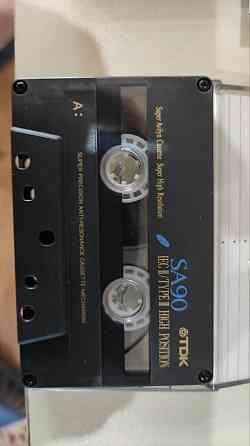 A:
Super Avilyn Cassette Super High Resolution
SA90
IEC II/TYPE II HIGH POSITION
TDK
SUPER PRECISION ANTI-RESONANCE CASSETTE MECHANISM